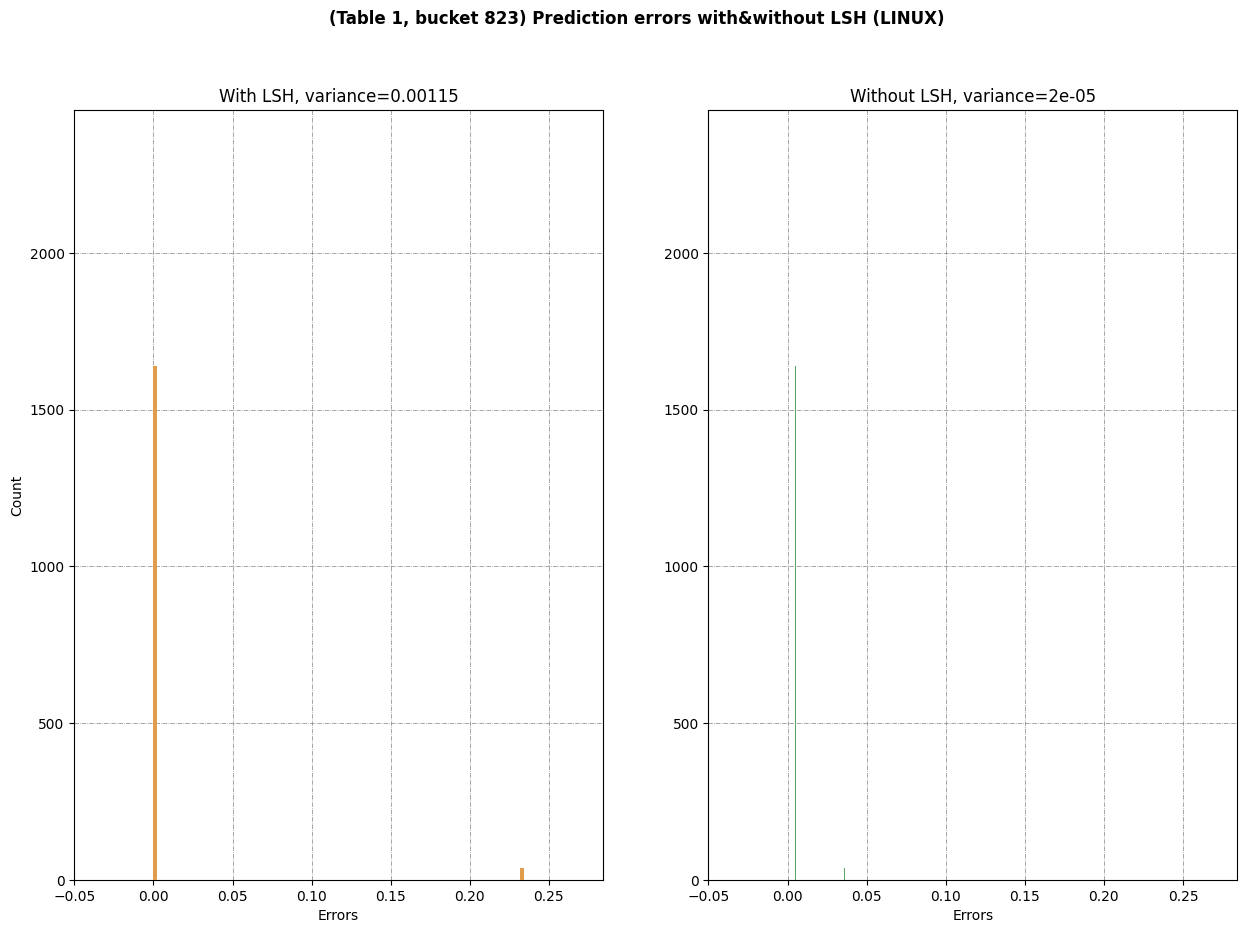 (Table 1, bucket 823) Prediction errors with&without LSH (LINUX)
With LSH, variance=0.00115
Count
2000
1500
1000
500
0
−0.05 0.00 0.05 0.10 0.15 0.20 0.25
Errors
Without LSH, variance=2e-05
2000
1500
1000
500
0
−0.05 0.00 0.05 0.10 0.15 0.20 0.25
Errors